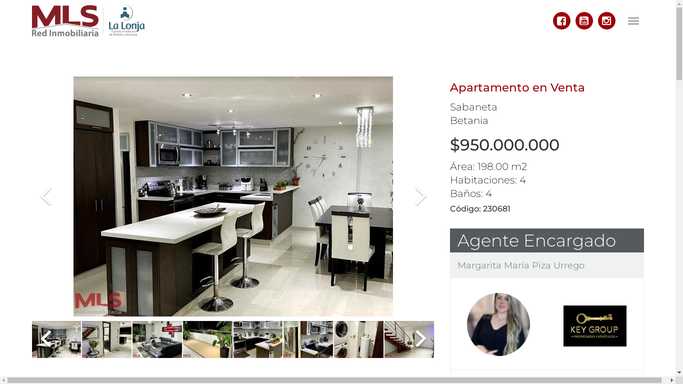 MLS
Red Inmobiliaria
La Lonja
Apartamento en Venta
Sabaneta
Betania
$950.000.000
Área: 198.00 m2
Habitaciones: 4
Baños: 4
Código: 230681
MLS
Agente Encargado
Margarita María Piza Urrego
KEY GROUP